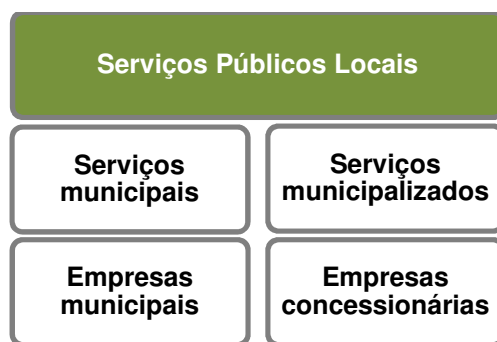 Serviços Públicos Locais
Serviços
municipais
Serviços
municipalizados
Empresas
municipais
Empresas
concessionárias